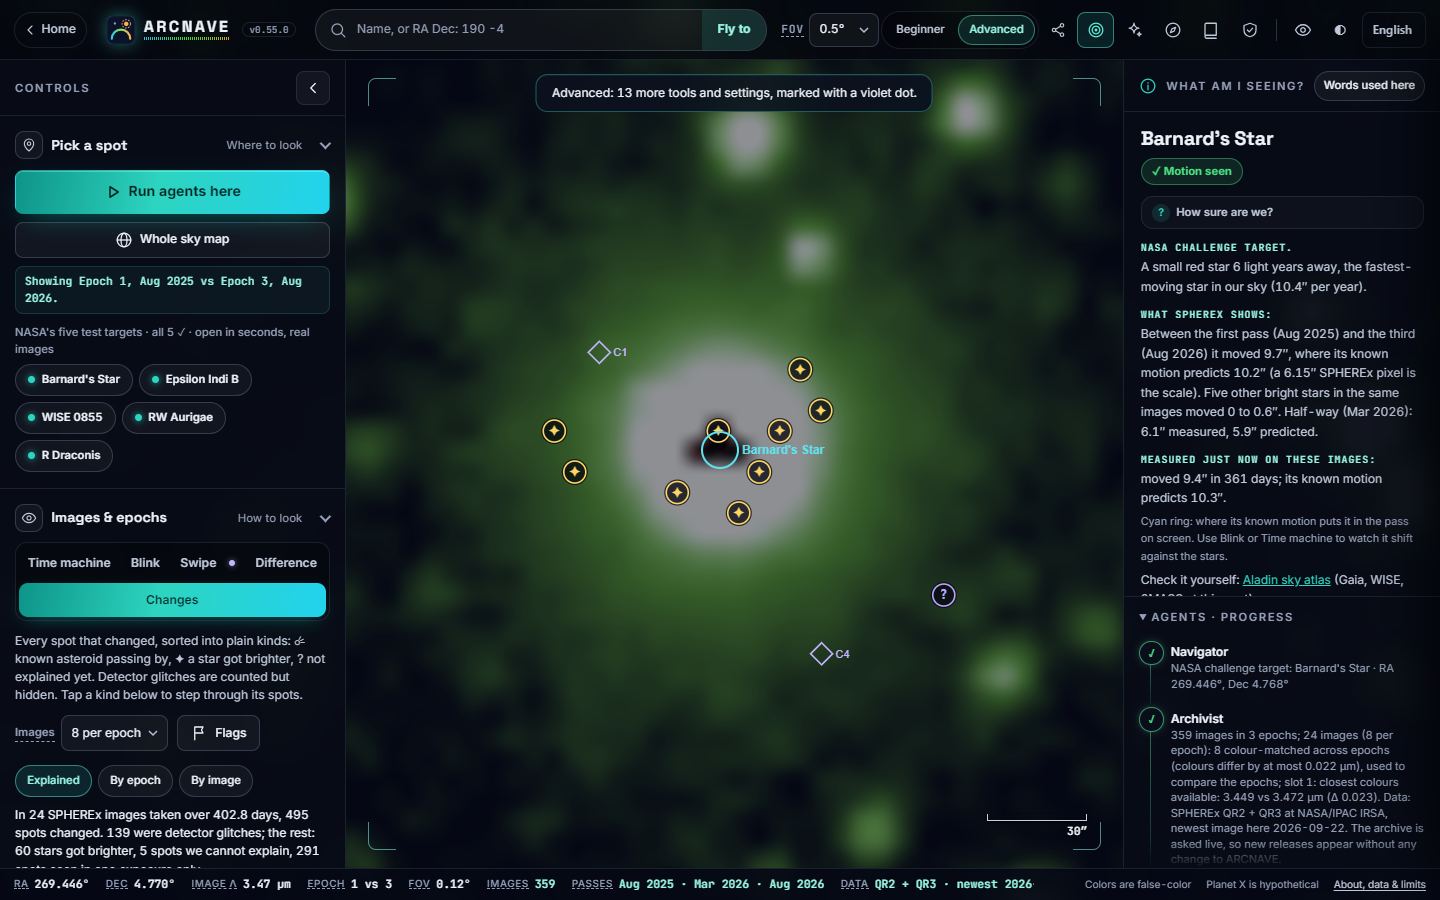 Home
ARCNAVE
v0.55.0
Name, or RA Dec: 190 -4
Fly to
FOV
0.5°
Beginner
Advanced
English
CONTROLS
Pick a spot
Where to look
Run agents here
Whole sky map
Showing Epoch 1, Aug 2025 vs Epoch 3, Aug
2026.
NASA's five test targets · all 5 ✓ · open in seconds, real
images
Barnard's Star
Epsilon Indi B
WISE 0855
RW Aurigae
R Draconis
Images & epochs
How to look
Time machine
Blink
Swipe
Difference
Changes
Every spot that changed, sorted into plain kinds: ☄
known asteroid passing by, ✦ a star got brighter, ? not
explained yet. Detector glitches are counted but
hidden. Tap a kind below to step through its spots.
Images
8 per epoch
Flags
Explained
By epoch
By image
In 24 SPHEREx images taken over 402.8 days, 495
spots changed. 139 were detector glitches; the rest:
60 stars got brighter, 5 spots we cannot explain, 291
Advanced: 13 more tools and settings, marked with a violet dot.
C1
Barnard's Star
?
C4
30″
WHAT AM I SEEING?
Words used here
Barnard's Star
✓ Motion seen
? How sure are we?
NASA CHALLENGE TARGET.
A small red star 6 light years away, the fastest-
moving star in our sky (10.4″ per year).
WHAT SPHEREX SHOWS:
Between the first pass (Aug 2025) and the third
(Aug 2026) it moved 9.7″, where its known
motion predicts 10.2″ (a 6.15″ SPHEREx pixel is
the scale). Five other bright stars in the same
images moved 0 to 0.6″. Half-way (Mar 2026):
6.1″ measured, 5.9″ predicted.
MEASURED JUST NOW ON THESE IMAGES:
moved 9.4″ in 361 days; its known motion
predicts 10.3″.
Cyan ring: where its known motion puts it in the pass
on screen. Use Blink or Time machine to watch it shift
against the stars.
Check it yourself: Aladin sky atlas (Gaia, WISE,
▼ AGENTS · PROGRESS
✓ Navigator
NASA challenge target: Barnard's Star · RA
269.446°, Dec 4.768°
✓ Archivist
359 images in 3 epochs; 24 images (8 per
epoch): 8 colour-matched across epochs
(colours differ by at most 0.022 µm), used to
compare the epochs; slot 1: closest colours
available: 3.449 vs 3.472 µm (Δ 0.023). Data:
SPHEREx QR2 + QR3 at NASA/IPAC IRSA,
newest image here 2026-09-22. The archive is
asked live, so new releases appear without any
change to ARCNAVE.
RA 269.446° DEC 4.770° IMAGE Λ 3.47 µm EPOCH 1 vs 3 FOV 0.12° IMAGES 359 PASSES Aug 2025 · Mar 2026 · Aug 2026 DATA QR2 + QR3 · newest 2026-
Colors are false-color
Planet X is hypothetical
About, data & limits